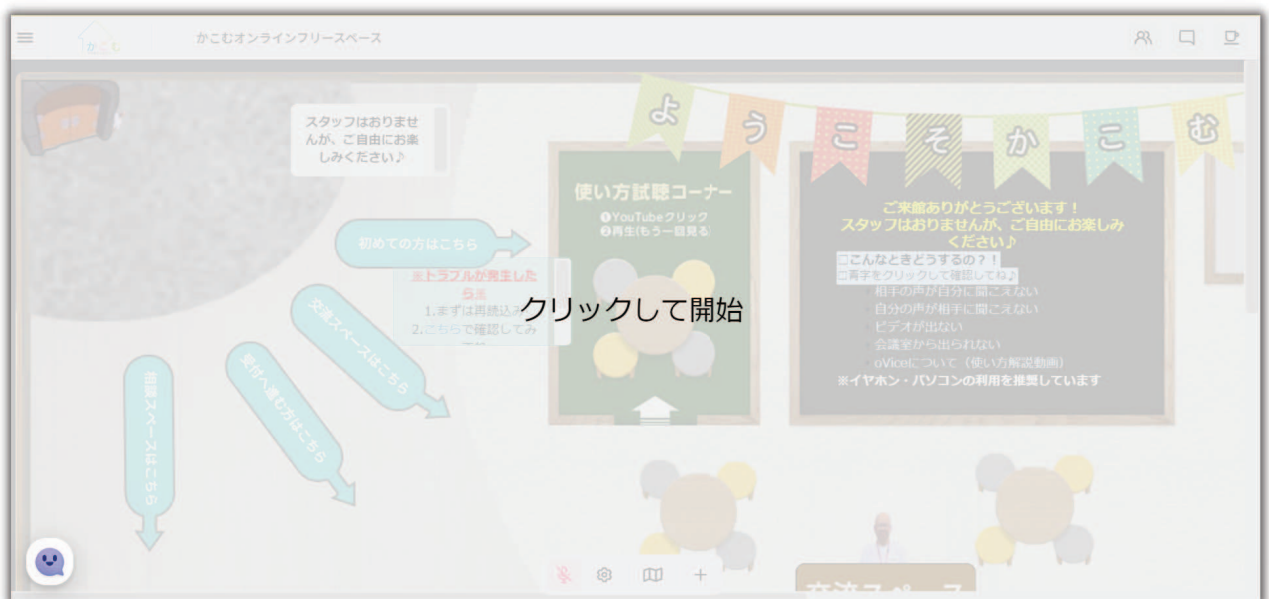 かこむ
かこむオンラインフリースペース
ようこそかこむ
スタッフはおりませ
んが、ご自由にお楽
しみください♪
使い方試聴コーナー
❶YouTubeクリック
❷再生(もう一回見る)
ご来館ありがとうございます！
スタッフはおりませんが、ご自由にお楽しみ
ください♪
□こんなときどうするの？！
□青字をクリックして確認してね♪
・相手の声が自分に聞こえない
・自分の声が相手に聞こえない
・ビデオが出ない
・会議室から出られない
・oViceについて（使い方解説動画）
※イヤホン・パソコンの利用を推奨しています
初めての方はこちら
※トラブルが発生した
ら※
1.まずは再読込み
2.こちらで確認してみ
クリックして開始
交流スペースはこちら
受付へ進む方はこちら
相談スペースはこちら
交流スペース